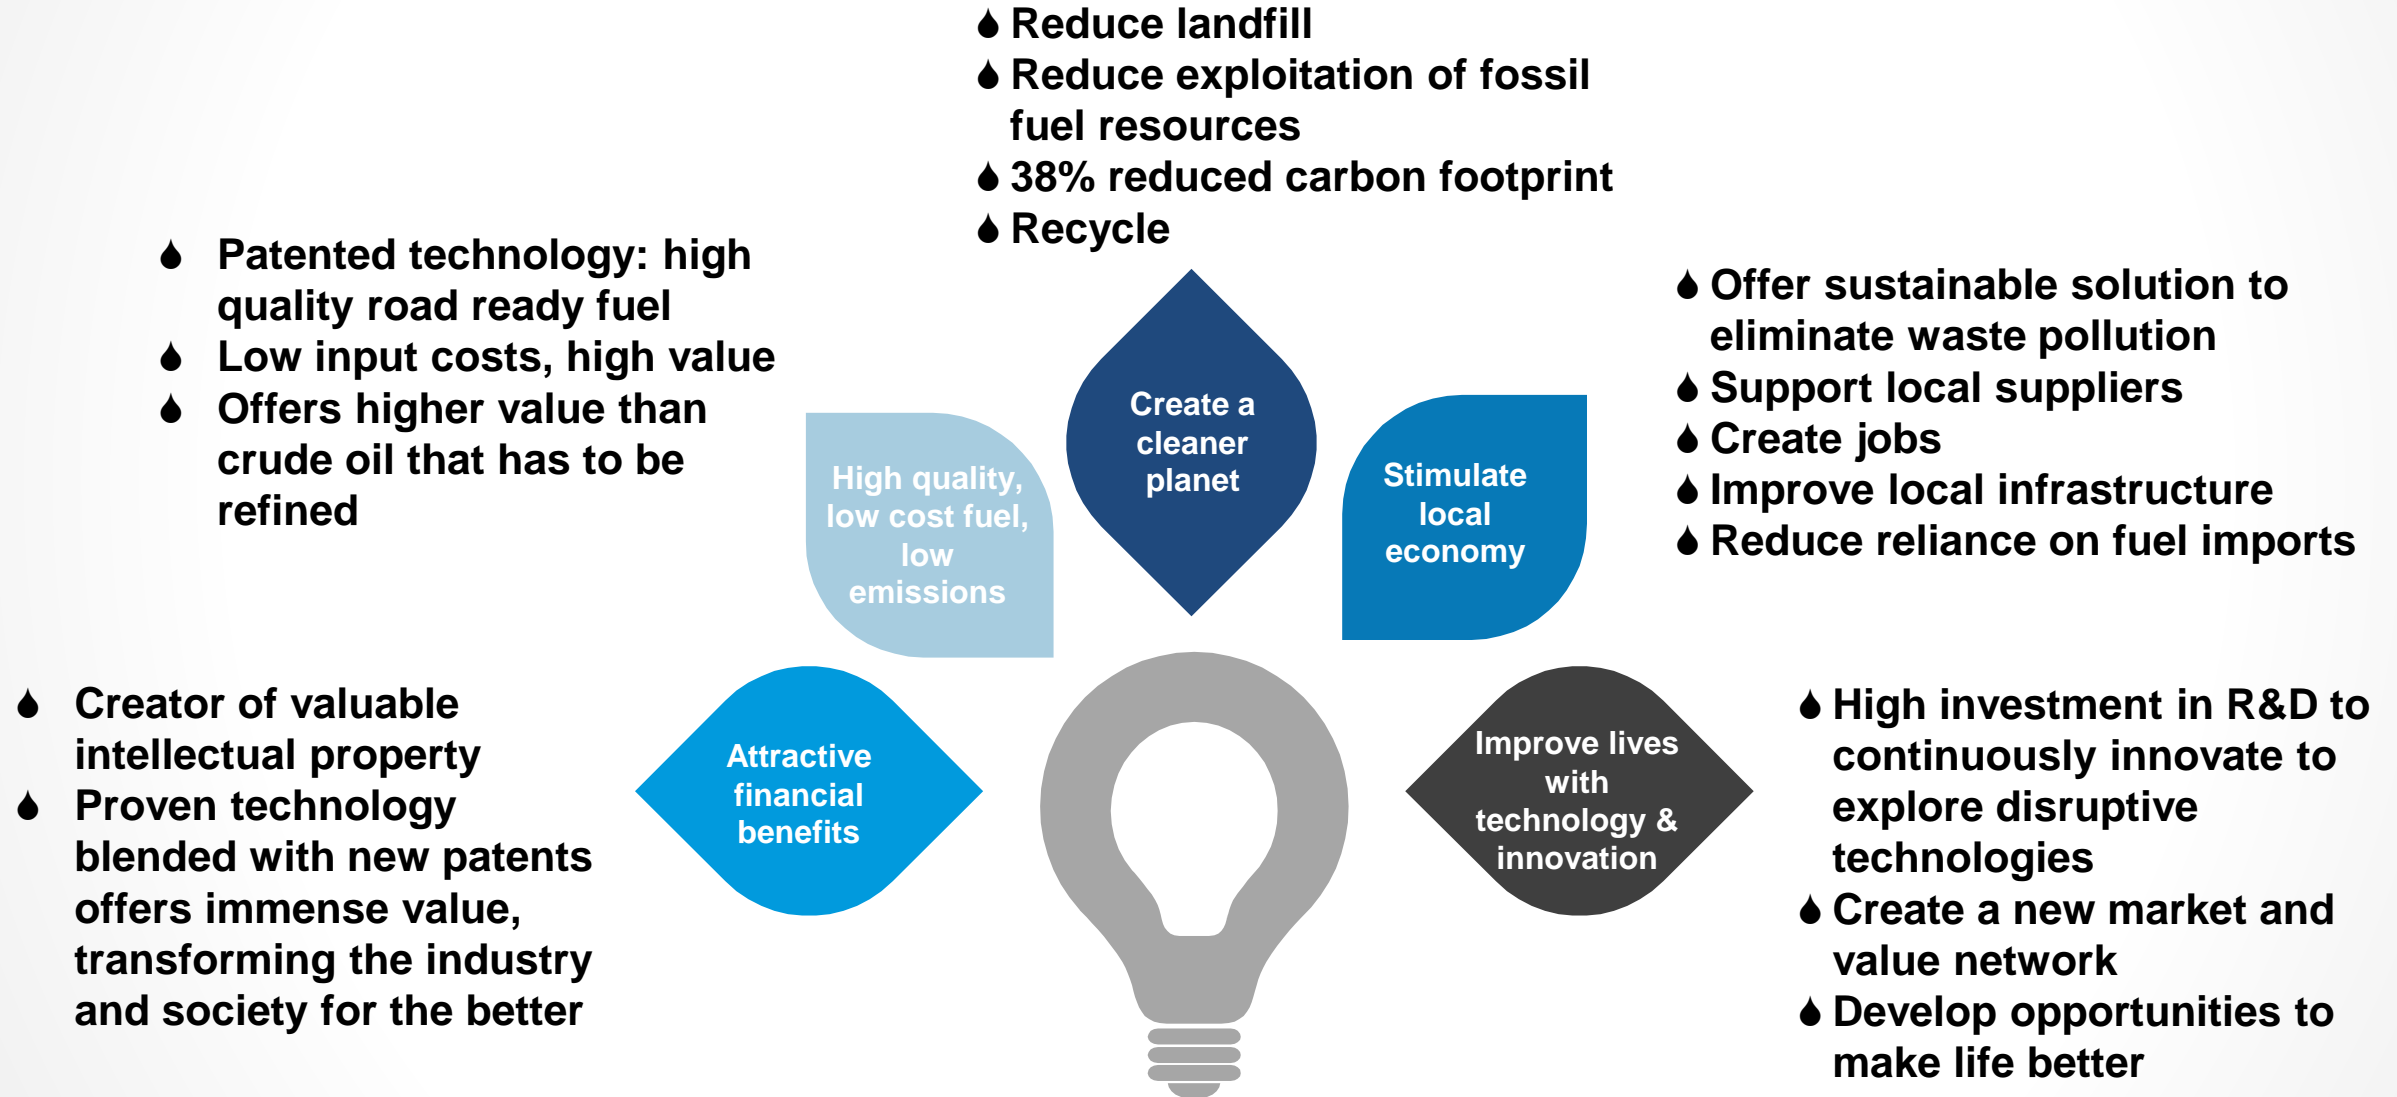 Reduce landfill
Reduce exploitation of fossil
fuel resources
38% reduced carbon footprint
Recycle
Patented technology: high
quality road ready fuel
Low input costs, high value
Offers higher value than
crude oil that has to be
refined
High quality,
low cost fuel,
low
emissions
Create a
cleaner
planet
Stimulate
local
economy
Offer sustainable solution to
eliminate waste pollution
Support local suppliers
Create jobs
Improve local infrastructure
Reduce reliance on fuel imports
Creator of valuable
intellectual property
Proven technology
blended with new patents
offers immense value,
transforming the industry
and society for the better
Attractive
financial
benefits
Improve lives
with
technology &
innovation
High investment in R&D to
continuously innovate to
explore disruptive
technologies
Create a new market and
value network
Develop opportunities to
make life better